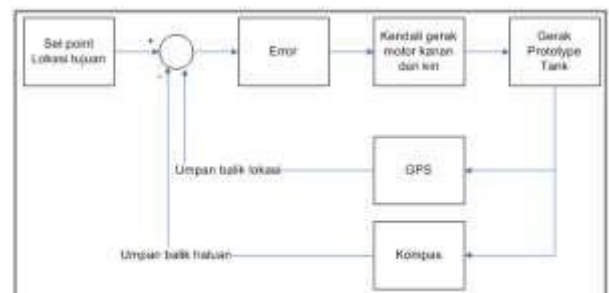 Set point
Lokasi tujuan
+
-
-
Error
Kendali gerak
motor kanan
dan kiri
Gerak
Prototype
Tank
Umpan balik lokasi
GPS
Umpan balik haluan
Kompas